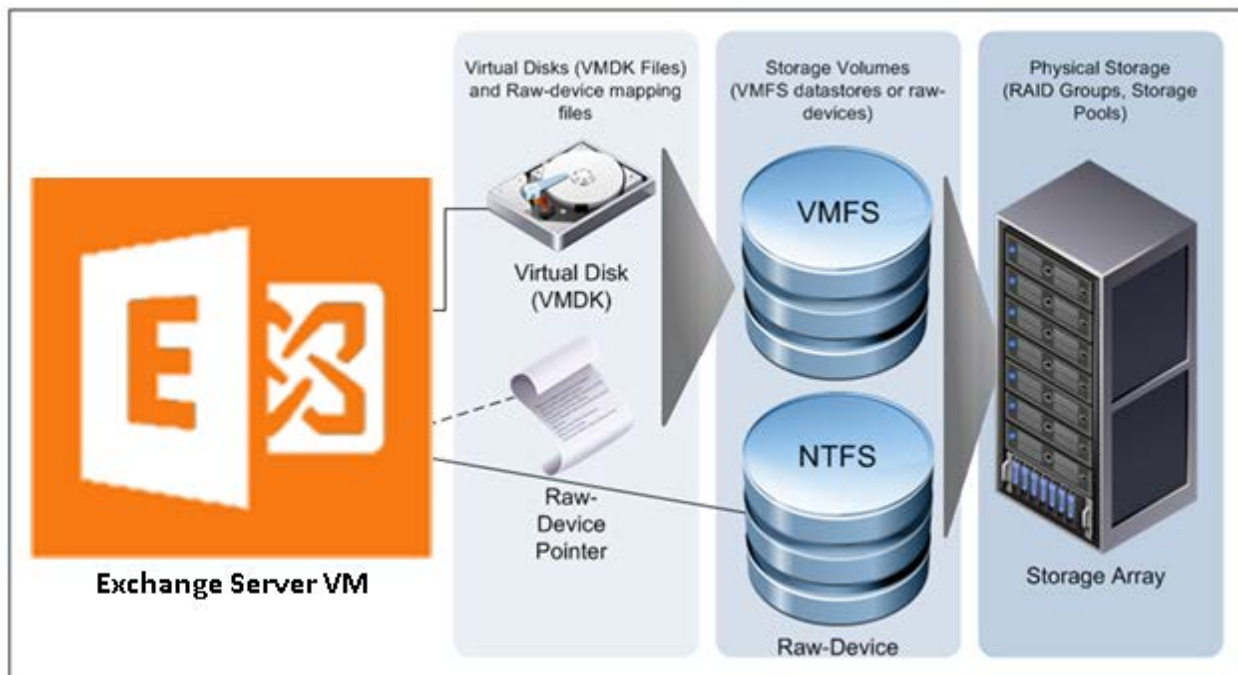 Virtual Disks (VMDK Files)
and Raw-device mapping
files
Storage Volumes
(VMFS datastores or raw-
devices)
Physical Storage
(RAID Groups, Storage
Pools)
E
Exchange Server VM
Virtual Disk
(VMDK)
Raw-
Device
Pointer
VMFS
NTFS
Raw-Device
Storage Array